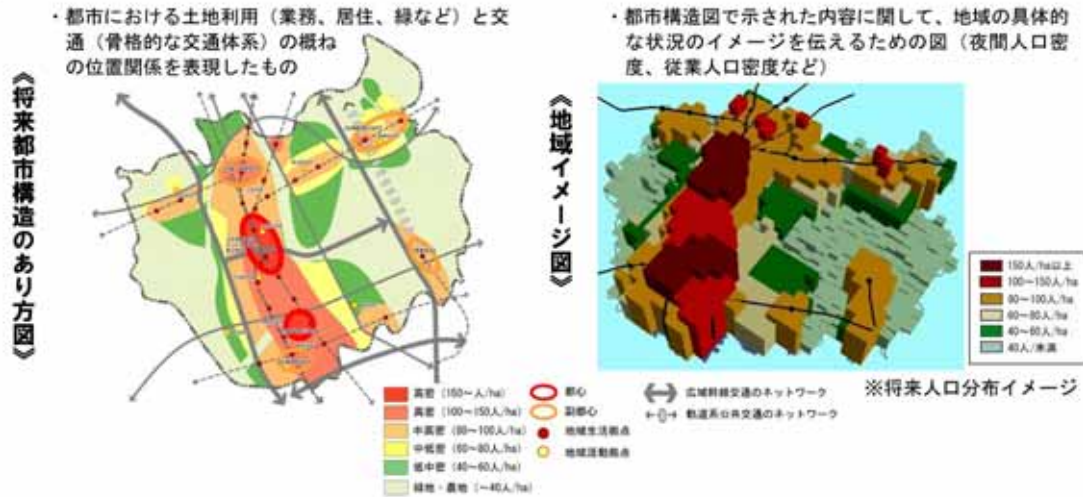 ・都市における土地利用（業務、居住、緑など）と交
通（骨格的な交通体系）の概ね
の位置関係を表現したもの
《将来都市構造のあり方図》
高密（150～人/ha）
高密（100～150人/ha）
中高密（80～100人/ha）
中低密（60～80人/ha）
低中密（40～60人/ha）
緑地・農地（～40人/ha）
都心
副都心
地域生活拠点
地域活動拠点
広域幹線交通のネットワーク
軌道系公共交通のネットワーク
・都市構造図で示された内容に関して、地域の具体的
な状況のイメージを伝えるための図（夜間人口密
度、従業人口密度など）
《地域イメージ図》
150人/ha以上
100～150人/ha
80～100人/ha
60～80人/ha
40～60人/ha
40人/未満
※将来人口分布イメージ